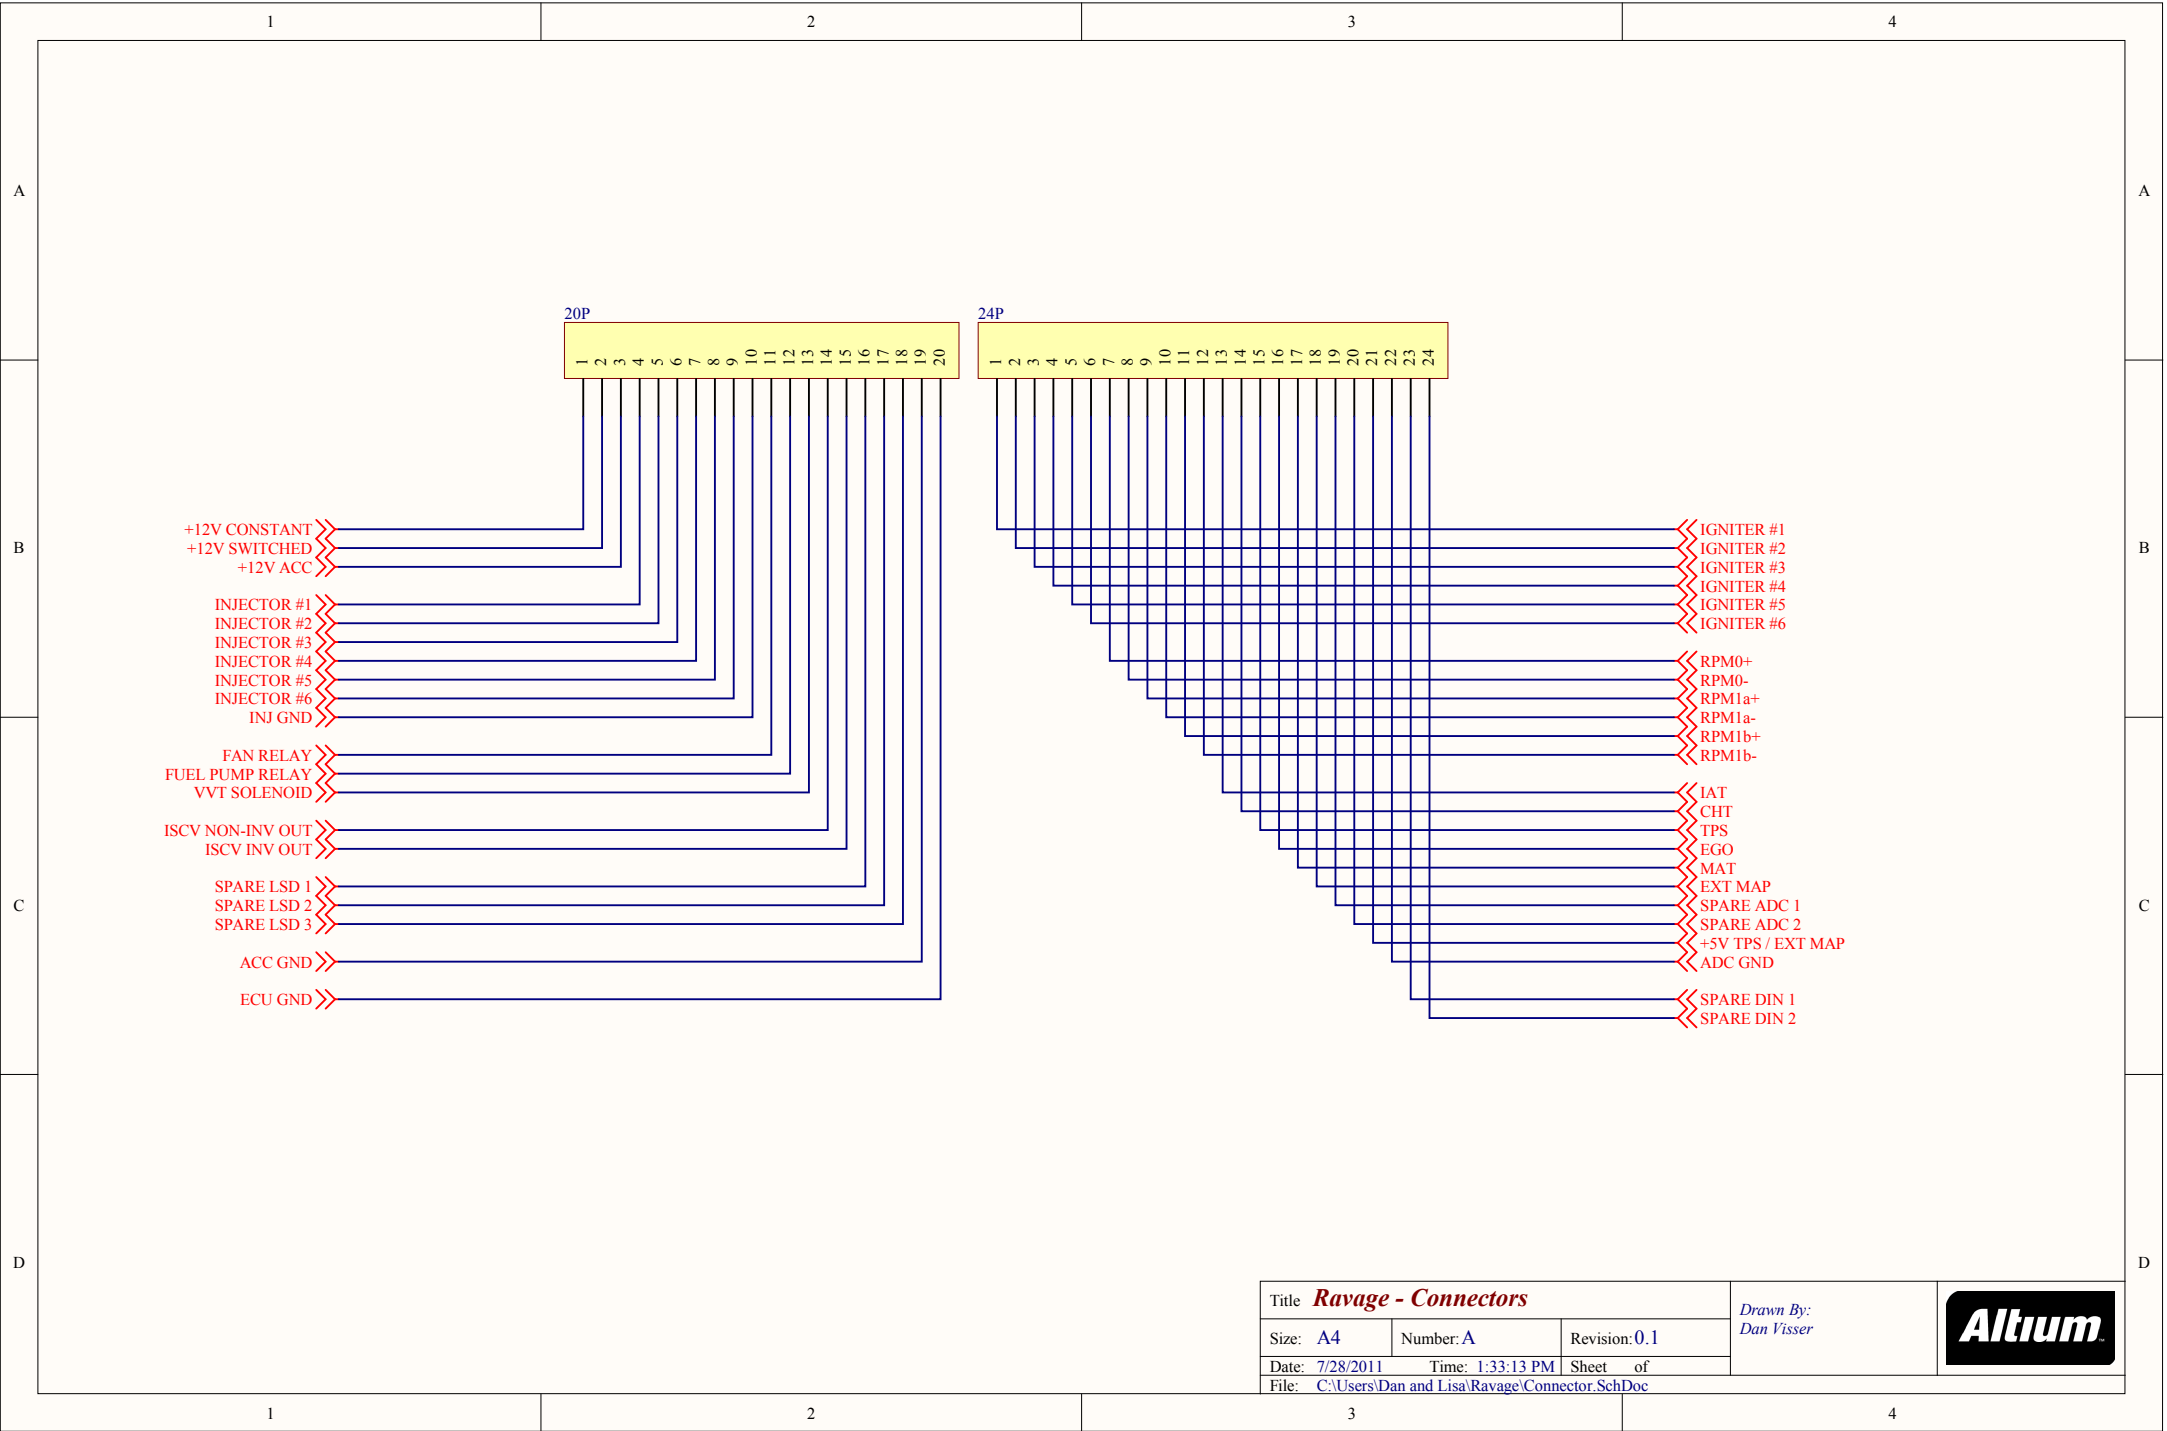 1 2 3 4
A A
20P 24P
1 2 3 4 5 6 7 8 9 10 11 12 13 14 15 16 17 18 19 20
1 2 3 4 5 6 7 8 9 10 11 12 13 14 15 16 17 18 19 20 21 22 23 24
B B
+12V CONSTANT
+12V SWITCHED
+12V ACC
INJECTOR #1
INJECTOR #2
INJECTOR #3
INJECTOR #4
INJECTOR #5
INJECTOR #6
INJ GND
FAN RELAY
FUEL PUMP RELAY
VVT SOLENOID
ISCV NON-INV OUT
ISCV INV OUT
SPARE LSD 1
SPARE LSD 2
SPARE LSD 3
ACC GND
ECU GND
IGNITER #1
IGNITER #2
IGNITER #3
IGNITER #4
IGNITER #5
IGNITER #6
RPM0+
RPM0-
RPM1a+
RPM1a-
RPM1b+
RPM1b-
IAT
CHT
TPS
EGO
MAT
EXT MAP
SPARE ADC 1
SPARE ADC 2
+5V TPS / EXT MAP
ADC GND
SPARE DIN 1
SPARE DIN 2
C C
D D
Title Ravage - Connectors
Size: A4 Number: A Revision: 0.1
Date: 7/28/2011 Time: 1:33:13 PM Sheet of
File: C:\Users\Dan and Lisa\Ravage\Connector.SchDoc
Drawn By:
Dan Visser
Altium
1 2 3 4